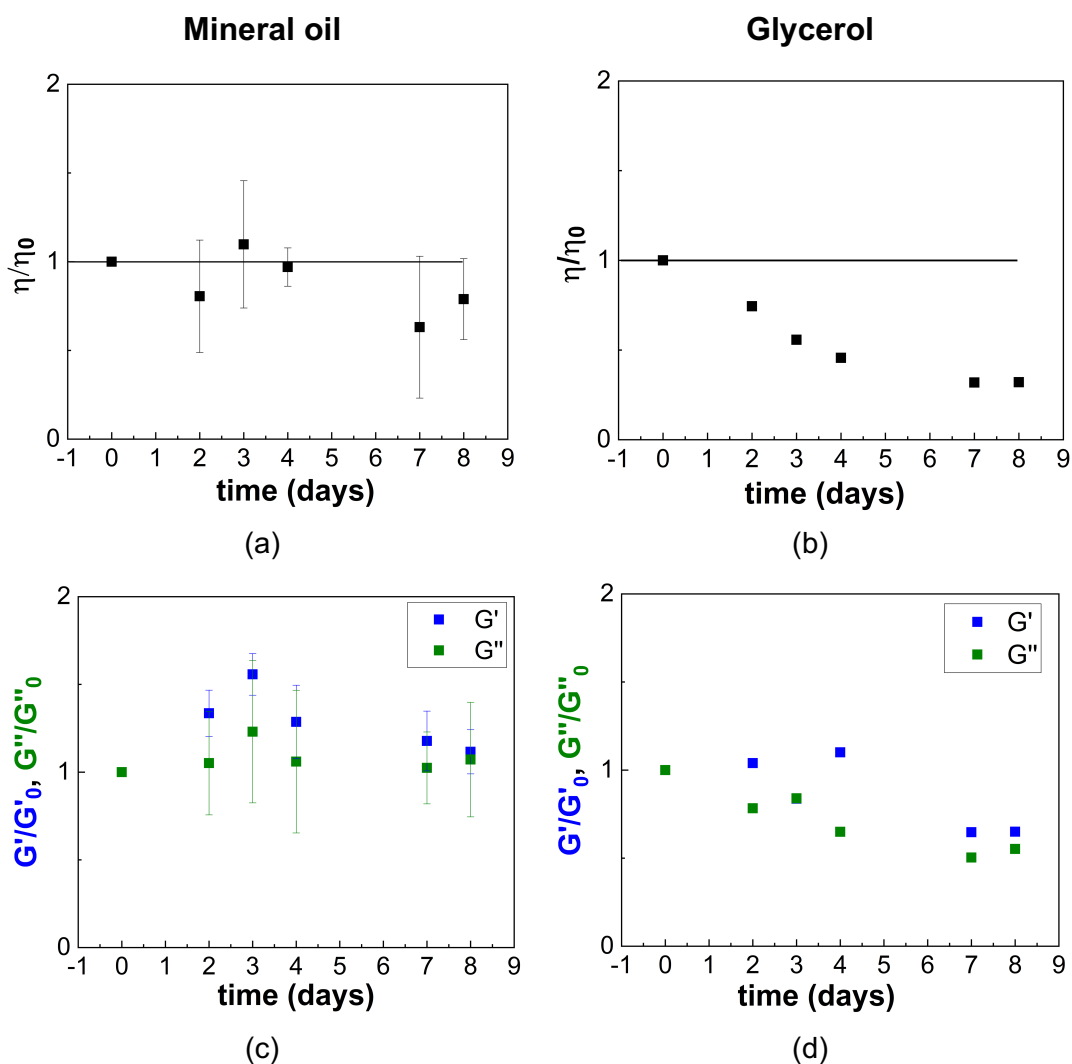 Mineral oil
Glycerol
2
1
0
η/η0
-1 0 1 2 3 4 5 6 7 8 9
time (days)
(a)
2
1
0
η/η0
-1 0 1 2 3 4 5 6 7 8 9
time (days)
(b)
2
1
0
G'/G'0, G''/G''0
G'
G''
-1 0 1 2 3 4 5 6 7 8 9
time (days)
(c)
2
1
0
G'/G'0, G''/G''0
G'
G''
-1 0 1 2 3 4 5 6 7 8 9
time (days)
(d)